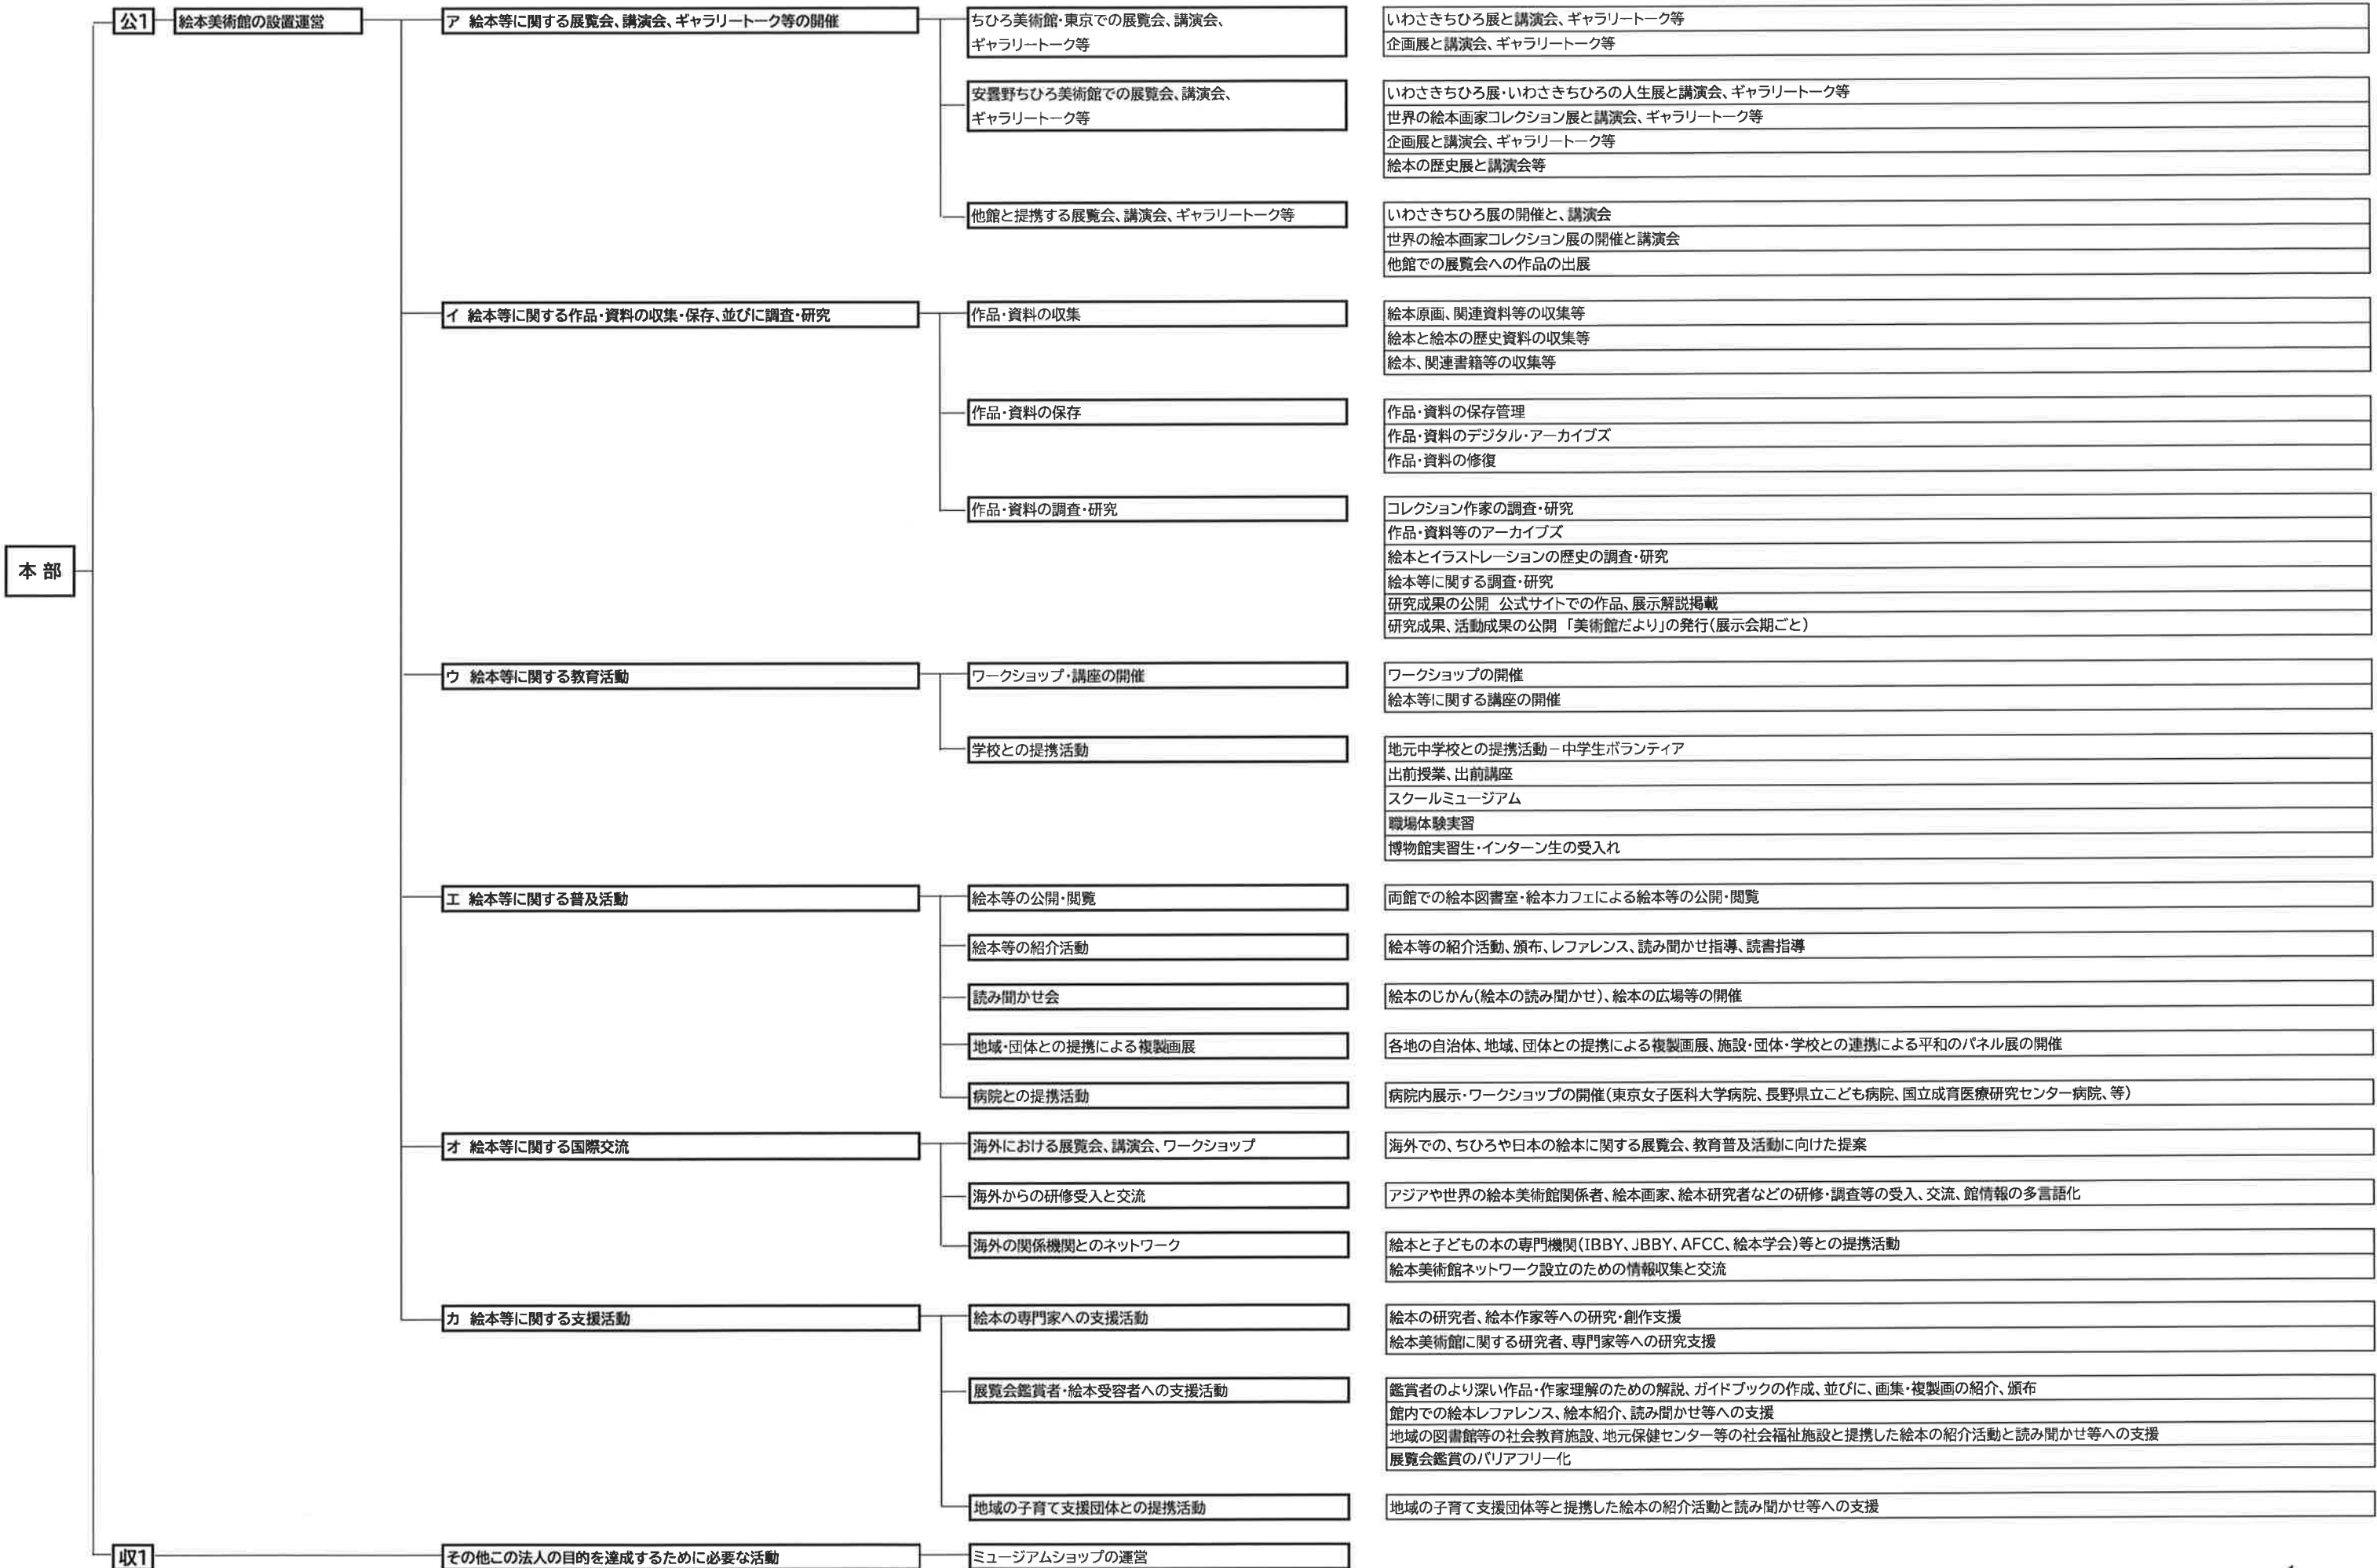 本部
公1
絵本美術館の設置運営
ア 絵本等に関する展覧会、講演会、ギャラリートーク等の開催
ちひろ美術館・東京での展覧会、講演会、
ギャラリートーク等
いわさきちひろ展と講演会、ギャラリートーク等
企画展と講演会、ギャラリートーク等
安曇野ちひろ美術館での展覧会、講演会、
ギャラリートーク等
いわさきちひろ展・いわさきちひろの人生展と講演会、ギャラリートーク等
世界の絵本画家コレクション展と講演会、ギャラリートーク等
企画展と講演会、ギャラリートーク等
絵本の歴史展と講演会等
他館と提携する展覧会、講演会、ギャラリートーク等
いわさきちひろ展の開催と、講演会
世界の絵本画家コレクション展の開催と講演会
他館での展覧会への作品の出展
イ 絵本等に関する作品・資料の収集・保存、並びに調査・研究
作品・資料の収集
絵本原画、関連資料等の収集等
絵本と絵本の歴史資料の収集等
絵本、関連書籍等の収集等
作品・資料の保存
作品・資料の保存管理
作品・資料のデジタル・アーカイブズ
作品・資料の修復
作品・資料の調査・研究
コレクション作家の調査・研究
作品・資料等のアーカイブズ
絵本とイラストレーションの歴史の調査・研究
絵本等に関する調査・研究
研究成果の公開 公式サイトでの作品、展示解説掲載
研究成果、活動成果の公開 「美術館だより」の発行(展示会期ごと)
ウ 絵本等に関する教育活動
ワークショップ・講座の開催
ワークショップの開催
絵本等に関する講座の開催
学校との提携活動
地元中学校との提携活動－中学生ボランティア
出前授業、出前講座
スクールミュージアム
職場体験実習
博物館実習生・インターン生の受入れ
エ 絵本等に関する普及活動
絵本等の公開・閲覧
両館での絵本図書室・絵本カフェによる絵本等の公開・閲覧
絵本等の紹介活動
絵本等の紹介活動、頒布、レファレンス、読み聞かせ指導、読書指導
読み聞かせ会
絵本のじかん(絵本の読み聞かせ)、絵本の広場等の開催
地域・団体との提携による複製画展
各地の自治体、地域、団体との提携による複製画展、施設・団体・学校との連携による平和のパネル展の開催
病院との提携活動
病院内展示・ワークショップの開催(東京女子医科大学病院、長野県立こども病院、国立成育医療研究センター病院、等)
オ 絵本等に関する国際交流
海外における展覧会、講演会、ワークショップ
海外での、ちひろや日本の絵本に関する展覧会、教育普及活動に向けた提案
海外からの研修受入と交流
アジアや世界の絵本美術館関係者、絵本画家、絵本研究者などの研修・調査等の受入、交流、館情報の多言語化
海外の関係機関とのネットワーク
絵本と子どもの本の専門機関(IBBY、JBBY、AFCC、絵本学会)等との提携活動
絵本美術館ネットワーク設立のための情報収集と交流
カ 絵本等に関する支援活動
絵本の専門家への支援活動
絵本の研究者、絵本作家等への研究・創作支援
絵本美術館に関する研究者、専門家等への研究支援
展覧会鑑賞者・絵本受容者への支援活動
鑑賞者のより深い作品・作家理解のための解説、ガイドブックの作成、並びに、画集・複製画の紹介、頒布
館内での絵本レファレンス、絵本紹介、読み聞かせ等への支援
地域の図書館等の社会教育施設、地元保健センター等の社会福祉施設と提携した絵本の紹介活動と読み聞かせ等への支援
展覧会鑑賞のバリアフリー化
地域の子育て支援団体との提携活動
地域の子育て支援団体等と提携した絵本の紹介活動と読み聞かせ等への支援
収1
その他この法人の目的を達成するために必要な活動
ミュージアムショップの運営